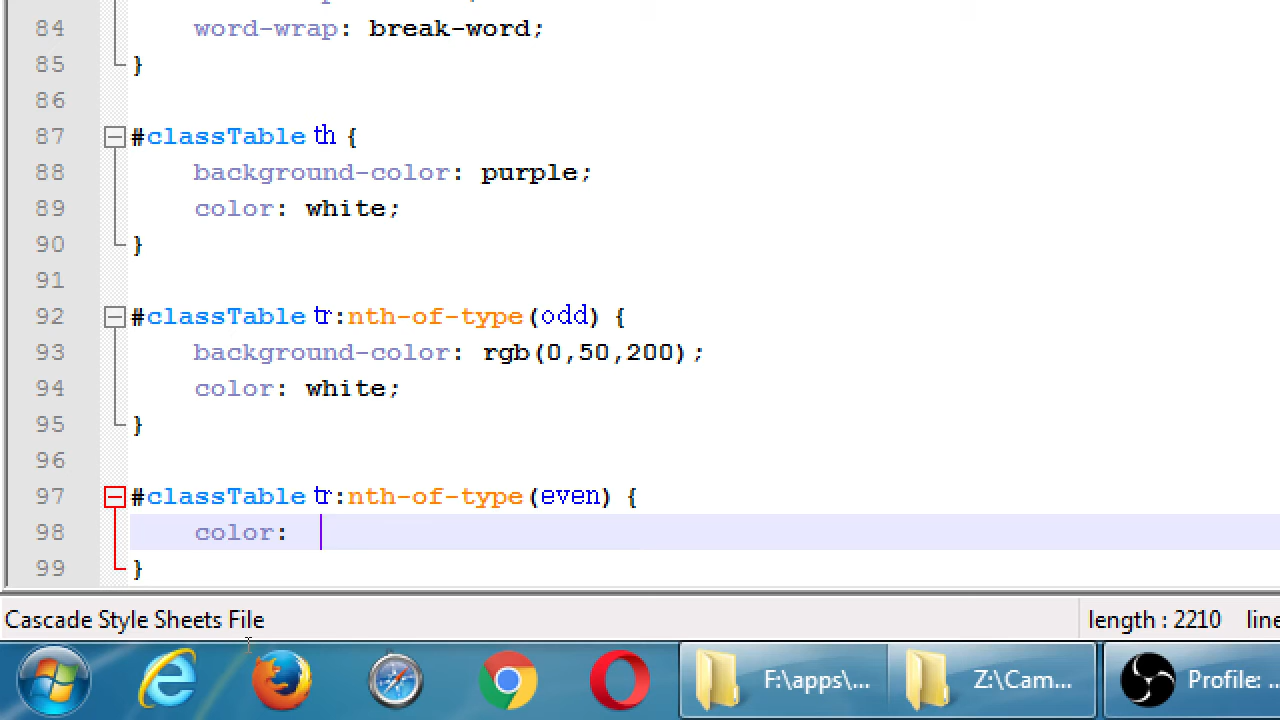 84 word-wrap: break-word;
85 }
86
87 #classTable th {
88 background-color: purple;
89 color: white;
90 }
91
92 #classTable tr:nth-of-type(odd) {
93 background-color: rgb(0,50,200);
94 color: white;
95 }
96
97 #classTable tr:nth-of-type(even) {
98 color:
99 }
Cascade Style Sheets File length : 2210 line
F:\apps\... Z:\Cam... Profile: ...